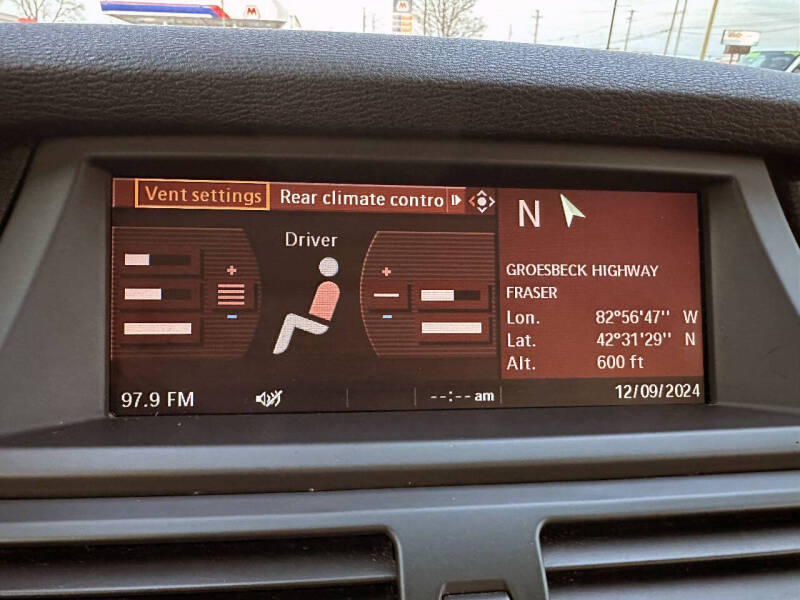 Vent settings
Rear climate contro
N
Driver
GROESBECK HIGHWAY
FRASER
Lon. 82°56'47'' W
Lat. 42°31'29'' N
Alt. 600 ft
97.9 FM
--:-- am
12/09/2024